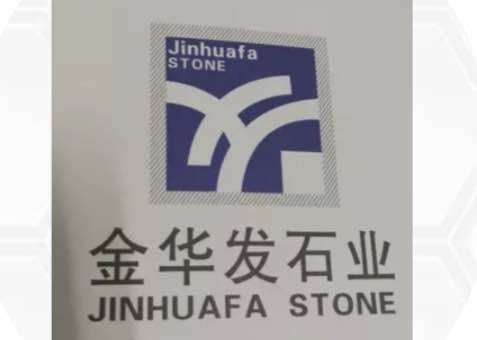 Jinhuafa
STONE
金华发石业
JINHUAFA STONE